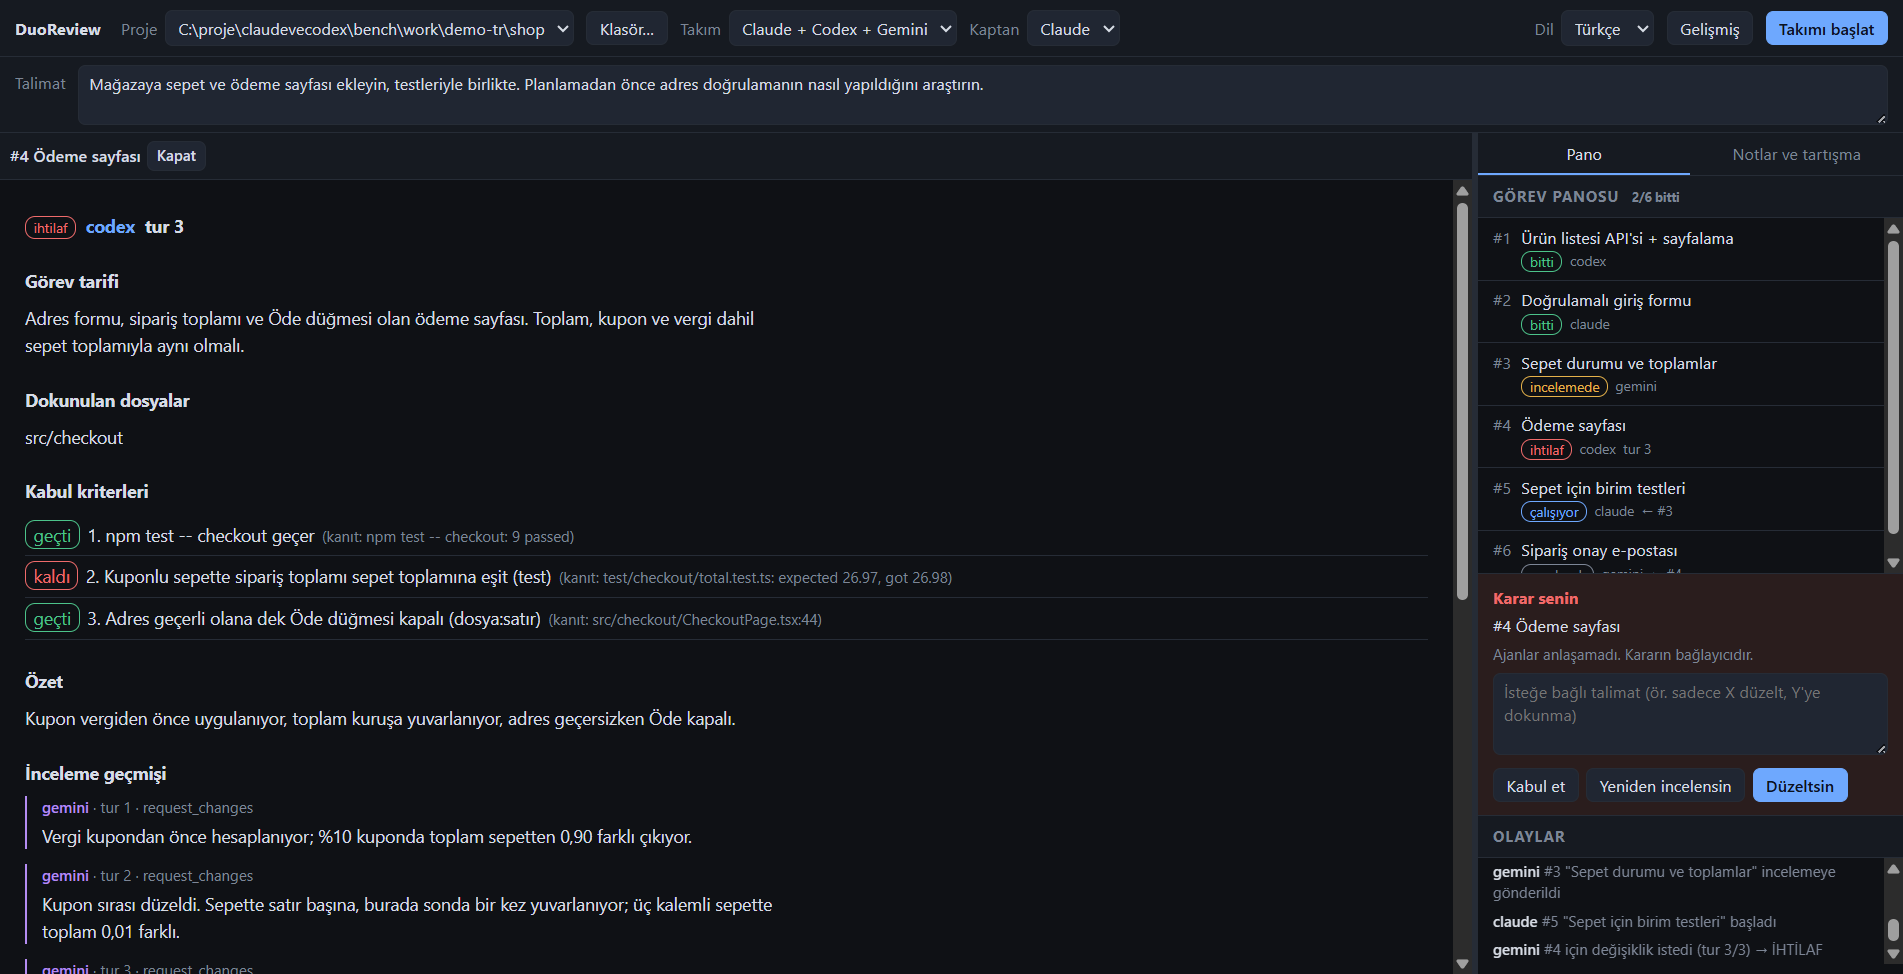 DuoReview Proje C:\proje\claudevecodex\bench\work\demo-tr\shop Klasör... Takım Claude + Codex + Gemini Kaptan Claude Dil Türkçe Gelişmiş Takımı başlat
Talimat Mağazaya sepet ve ödeme sayfası ekleyin, testleriyle birlikte. Planlamadan önce adres doğrulamanın nasıl yapıldığını araştırın.
#4 Ödeme sayfası Kapat
ihtilaf codex tur 3
Görev tarifi
Adres formu, sipariş toplamı ve Öde düğmesi olan ödeme sayfası. Toplam, kupon ve vergi dahil
sepet toplamıyla aynı olmalı.
Dokunulan dosyalar
src/checkout
Kabul kriterleri
geçti 1. npm test -- checkout geçer (kanıt: npm test -- checkout: 9 passed)
kaldı 2. Kuponlu sepette sipariş toplamı sepet toplamına eşit (test) (kanıt: test/checkout/total.test.ts: expected 26.97, got 26.98)
geçti 3. Adres geçerli olana dek Öde düğmesi kapalı (dosya:satır) (kanıt: src/checkout/CheckoutPage.tsx:44)
Özet
Kupon vergiden önce uygulanıyor, toplam kuruşa yuvarlanıyor, adres geçersizken Öde kapalı.
İnceleme geçmişi
gemini · tur 1 · request_changes
Vergi kupondan önce hesaplanıyor; %10 kuponda toplam sepetten 0,90 farklı çıkıyor.
gemini · tur 2 · request_changes
Kupon sırası düzeldi. Sepette satır başına, burada sonda bir kez yuvarlanıyor; üç kalemli sepette
toplam 0,01 farklı.
gemini · tur 3 · request_changes
Pano Notlar ve tartışma
GÖREV PANOSU 2/6 bitti
#1 Ürün listesi API'si + sayfalama
bitti codex
#2 Doğrulamalı giriş formu
bitti claude
#3 Sepet durumu ve toplamlar
incelemede gemini
#4 Ödeme sayfası
ihtilaf codex tur 3
#5 Sepet için birim testleri
çalışıyor claude ← #3
#6 Sipariş onay e-postası
gemini ← #4
Karar senin
#4 Ödeme sayfası
Ajanlar anlaşamadı. Kararın bağlayıcıdır.
İsteğe bağlı talimat (ör. sadece X düzelt, Y'ye
dokunma)
Kabul et Yeniden incelensin Düzeltsin
OLAYLAR
gemini #3 "Sepet durumu ve toplamlar" incelemeye
gönderildi
claude #5 "Sepet için birim testleri" başladı
gemini #4 için değişiklik istedi (tur 3/3) → İHTİLAF